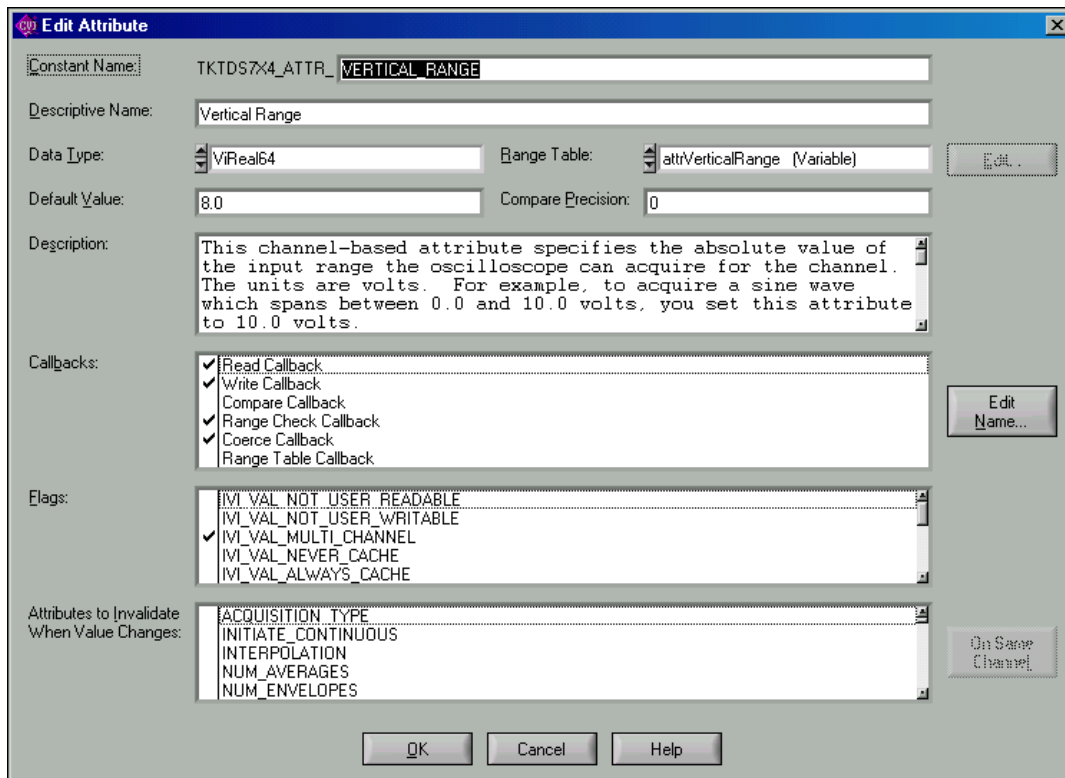 CVI Edit Attribute
Constant Name: TKTDS7X4_ATTR_ VERTICAL_RANGE
Descriptive Name: Vertical Range
Data Type: ViReal64 Range Table: attrVerticalRange (Variable) Edit...
Default Value: 8.0 Compare Precision: 0
Description: This channel-based attribute specifies the absolute value of
the input range the oscilloscope can acquire for the channel.
The units are volts. For example, to acquire a sine wave
which spans between 0.0 and 10.0 volts, you set this attribute
to 10.0 volts.
Callbacks: Read Callback
Write Callback
Compare Callback
Range Check Callback
Coerce Callback
Range Table Callback
Edit
Name...
Flags: IVI_VAL_NOT_USER_READABLE
IVI_VAL_NOT_USER_WRITABLE
IVI_VAL_MULTI_CHANNEL
IVI_VAL_NEVER_CACHE
IVI_VAL_ALWAYS_CACHE
Attributes to Invalidate
When Value Changes:
ACQUISITION_TYPE
INITIATE_CONTINUOUS
INTERPOLATION
NUM_AVERAGES
NUM_ENVELOPES
On Same
Channel
OK Cancel Help